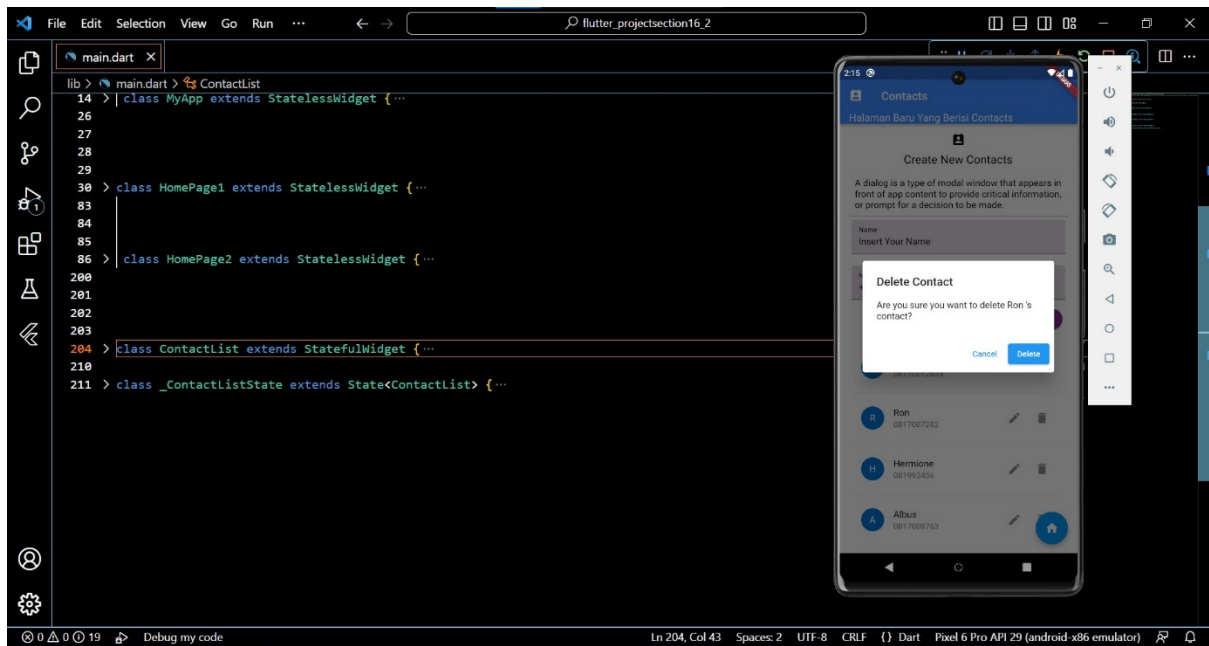 File Edit Selection View Go Run ··· flutter_projectsection16_2
main.dart
lib > main.dart > ContactList
14 > class MyApp extends StatelessWidget {···
26
27
28
29
30 > class HomePage1 extends StatelessWidget {···
83
84
85
86 > class HomePage2 extends StatelessWidget {···
200
201
202
203
204 > class ContactList extends StatefulWidget {···
210
211 > class _ContactListState extends State<ContactList> {···
2:15
Contacts
Halaman Baru Yang Berisi Contacts
Create New Contacts
A dialog is a type of modal window that appears in
front of app content to provide critical information,
or prompt for a decision to be made.
Name
Insert Your Name
Delete Contact
Are you sure you want to delete Ron 's
contact?
Cancel Delete
R Ron
0817007282
H Hermione
081993456
A Albus
0817008763
1
0 0 19 Debug my code Ln 204, Col 43 Spaces: 2 UTF-8 CRLF {} Dart Pixel 6 Pro API 29 (android-x86 emulator)